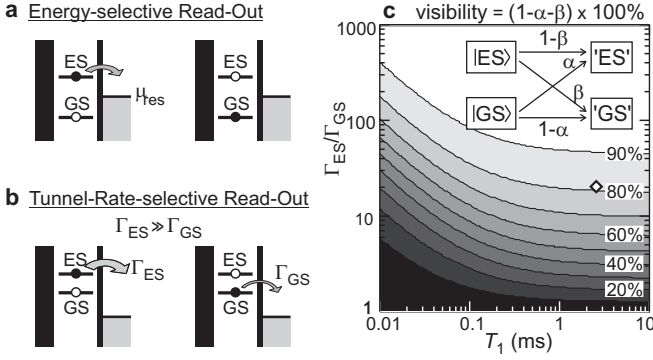 a Energy-selective Read-Out
ES
GS
μres
ES
GS
b Tunnel-Rate-selective Read-Out
ΓES ≫ ΓGS
ES
GS
ΓES
ES
GS
ΓGS
c visibility = (1-α-β) x 100%
1-β
|ES⟩
'ES'
α
β
|GS⟩
'GS'
1-α
ΓES/ΓGS
1000
100
10
1
90%
80%
60%
40%
20%
0.01
0.1
1
10
T1 (ms)